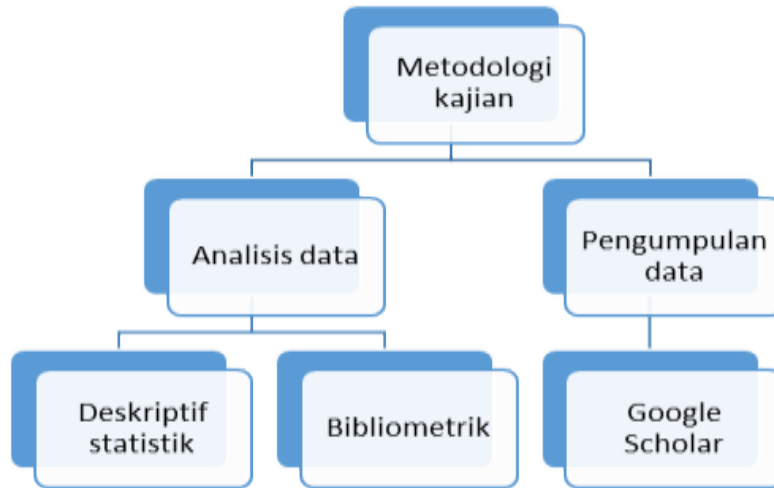 Metodologi
kajian
Analisis data
Pengumpulan
data
Deskriptif
statistik
Bibliometrik
Google
Scholar